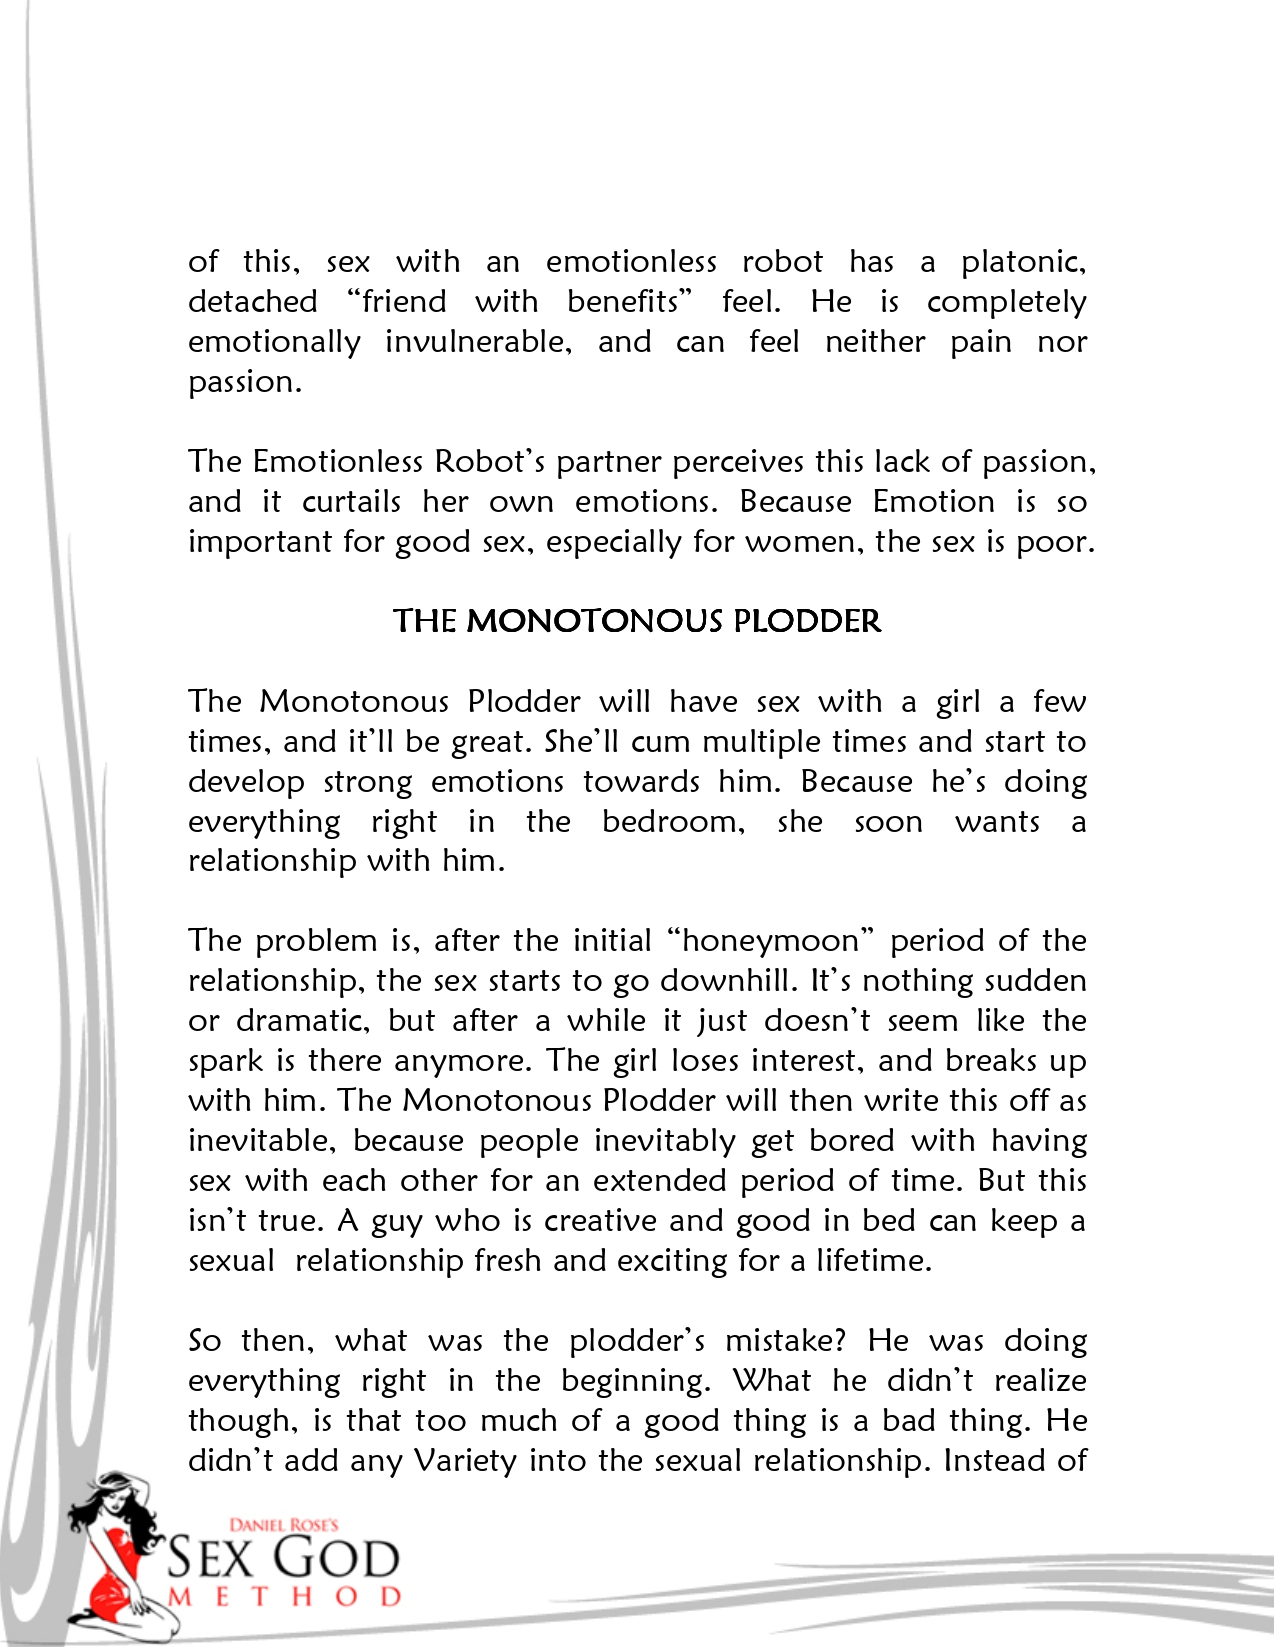 of this, sex with an emotionless robot has a platonic,
detached “friend with benefits” feel. He is completely
emotionally invulnerable, and can feel neither pain nor
passion.
The Emotionless Robot’s partner perceives this lack of passion,
and it curtails her own emotions. Because Emotion is so
important for good sex, especially for women, the sex is poor.
THE MONOTONOUS PLODDER
The Monotonous Plodder will have sex with a girl a few
times, and it’ll be great. She’ll cum multiple times and start to
develop strong emotions towards him. Because he’s doing
everything right in the bedroom, she soon wants a
relationship with him.
The problem is, after the initial “honeymoon” period of the
relationship, the sex starts to go downhill. It’s nothing sudden
or dramatic, but after a while it just doesn’t seem like the
spark is there anymore. The girl loses interest, and breaks up
with him. The Monotonous Plodder will then write this off as
inevitable, because people inevitably get bored with having
sex with each other for an extended period of time. But this
isn’t true. A guy who is creative and good in bed can keep a
sexual relationship fresh and exciting for a lifetime.
So then, what was the plodder’s mistake? He was doing
everything right in the beginning. What he didn’t realize
though, is that too much of a good thing is a bad thing. He
didn’t add any Variety into the sexual relationship. Instead of
DANIEL ROSE’S
SEX GOD
METHOD